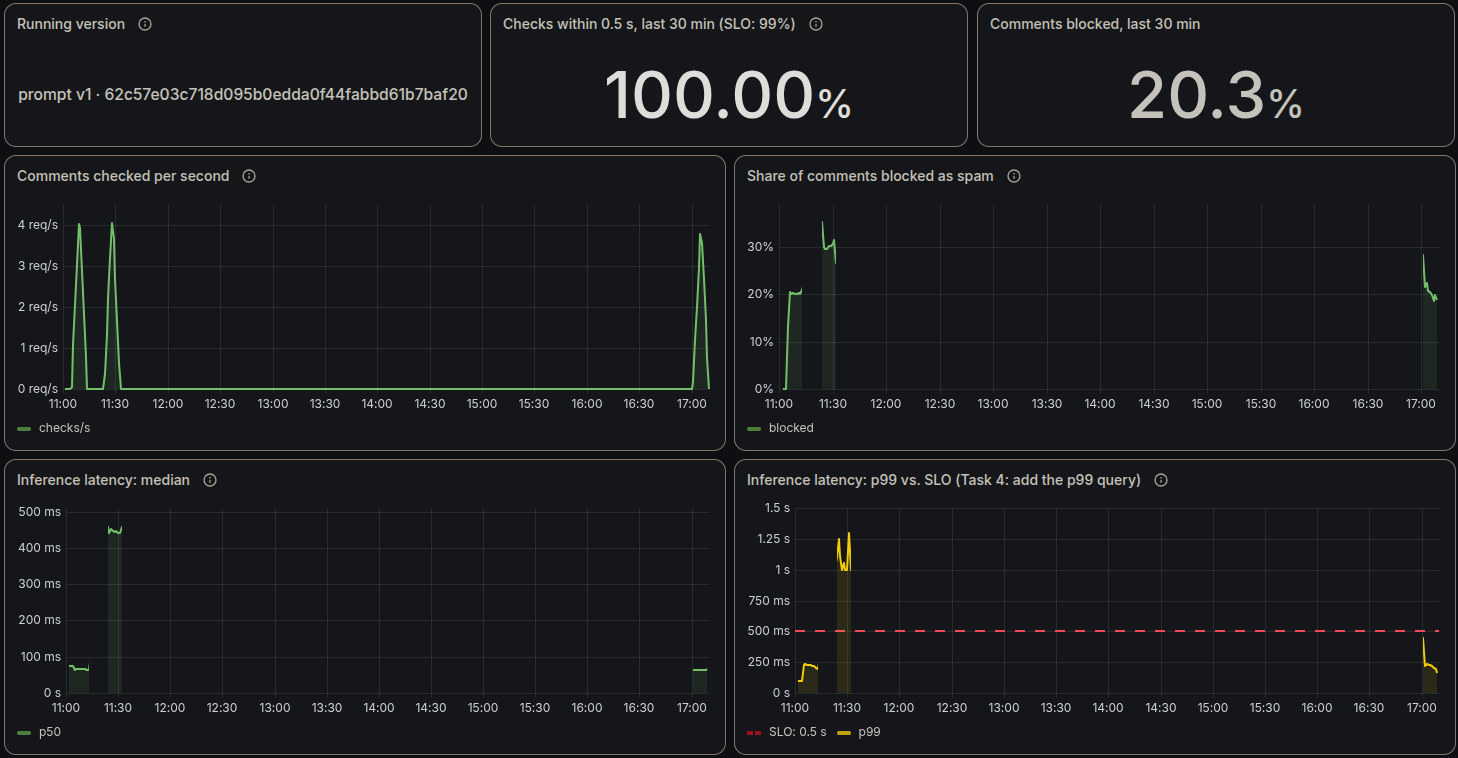 Running version
Checks within 0.5 s, last 30 min (SLO: 99%)
Comments blocked, last 30 min
prompt v1 · 62c57e03c718d095b0edda0f44fabbd61b7baf20
100.00%
20.3%
Comments checked per second
4 req/s
3 req/s
2 req/s
1 req/s
0 req/s
11:00 11:30 12:00 12:30 13:00 13:30 14:00 14:30 15:00 15:30 16:00 16:30 17:00
checks/s
Share of comments blocked as spam
30%
20%
10%
0%
11:00 11:30 12:00 12:30 13:00 13:30 14:00 14:30 15:00 15:30 16:00 16:30 17:00
blocked
Inference latency: median
500 ms
400 ms
300 ms
200 ms
100 ms
0 s
11:00 11:30 12:00 12:30 13:00 13:30 14:00 14:30 15:00 15:30 16:00 16:30 17:00
p50
Inference latency: p99 vs. SLO (Task 4: add the p99 query)
1.5 s
1.25 s
1 s
750 ms
500 ms
250 ms
0 s
11:00 11:30 12:00 12:30 13:00 13:30 14:00 14:30 15:00 15:30 16:00 16:30 17:00
SLO: 0.5 s p99